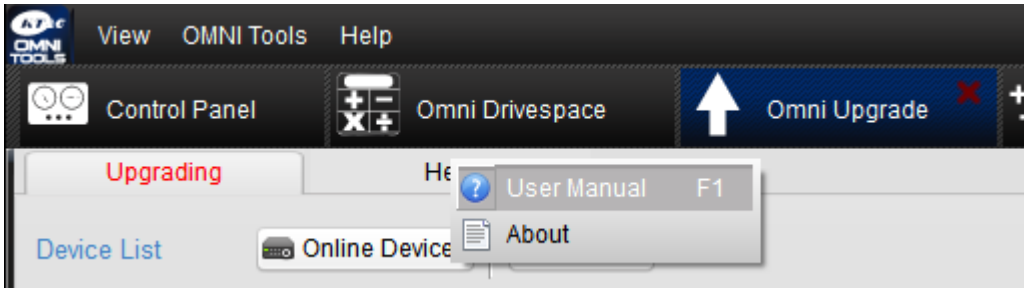 OMNI
TOOLS
View OMNI Tools Help
Control Panel Omni Drivespace Omni Upgrade
Upgrading He
User Manual F1
Device List Online Device
About